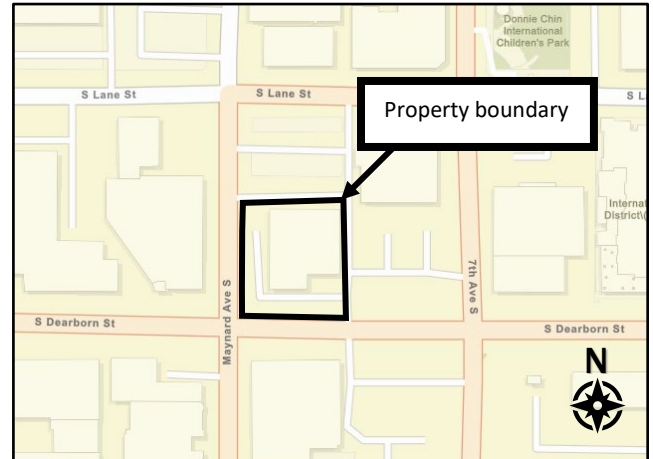 Donnie Chin
International
Children's Park
S Lane St
S Lane St
S L
Property boundary
Internat
District\(
Maynard Ave S
7th Ave S
S Dearborn St
S Dearborn St
N